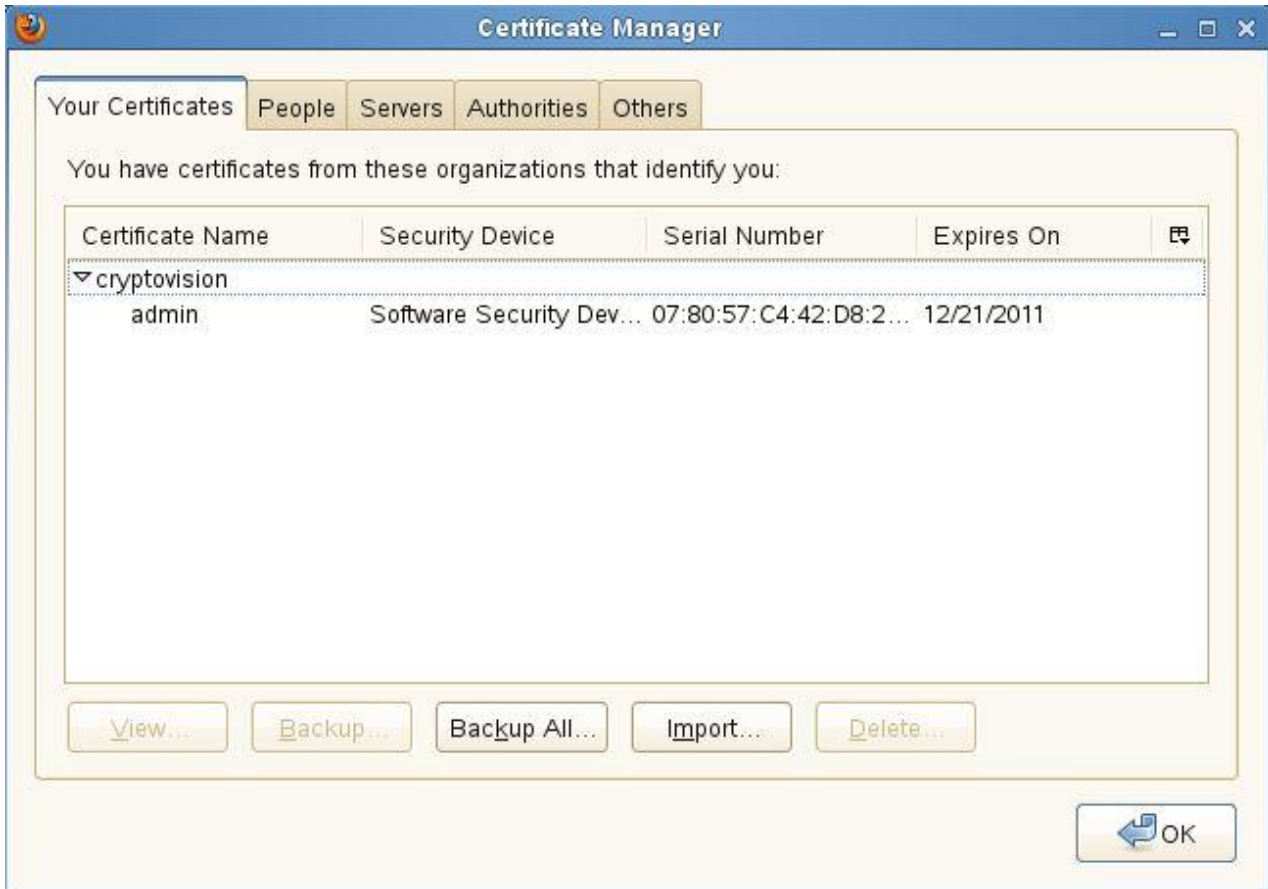 Certificate Manager
Your Certificates People Servers Authorities Others
You have certificates from these organizations that identify you:
Certificate Name Security Device Serial Number Expires On
cryptovision
admin Software Security Dev... 07:80:57:C4:42:D8:2... 12/21/2011
View... Backup... Backup All... Import... Delete...
OK